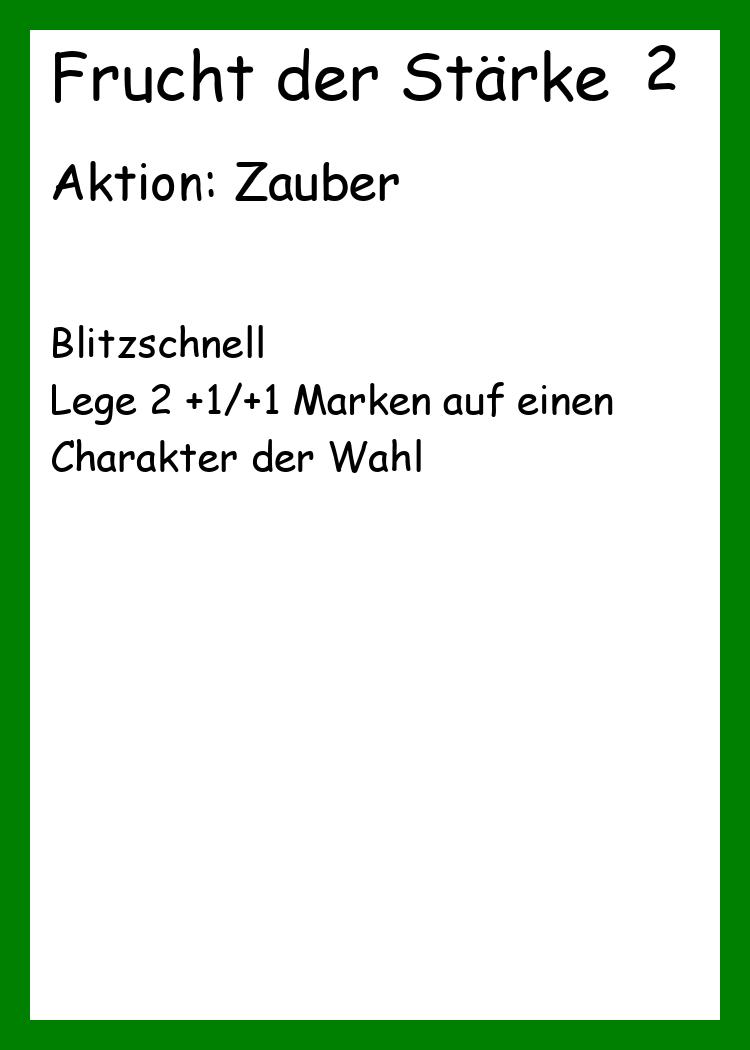 Frucht der Stärke 2
Aktion: Zauber
Blitzschnell
Lege 2 +1/+1 Marken auf einen
Charakter der Wahl